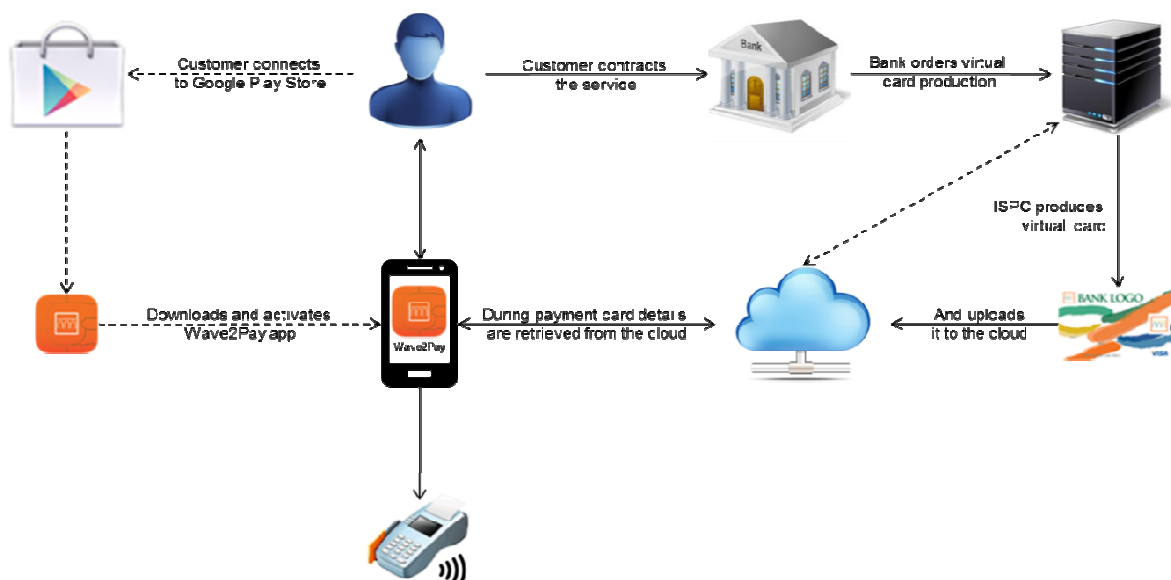 Customer connects
to Google Play Store
Customer contracts
the service
Bank
Bank orders virtual
card production
ISPC produces
virtual card
Downloads and activates
Wave2Pay app
Wave2Pay
During payment card details
are retrieved from the cloud
And uploads
it to the cloud
BANK LOGO
VISA